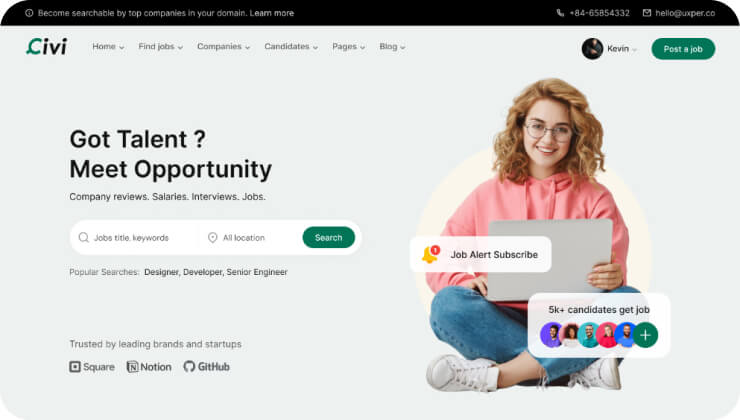 Become searchable by top companies in your domain. Learn more
+84-65854332
hello@uxper.co
Civi
Home
Find jobs
Companies
Candidates
Pages
Blog
Kevin
Post a job
Got Talent ?
Meet Opportunity
Company reviews. Salaries. Interviews. Jobs.
Jobs title, keywords
All location
Search
Popular Searches: Designer, Developer, Senior Engineer
1
Job Alert Subscribe
5k+ candidates get job
Trusted by leading brands and startups
Square
Notion
GitHub